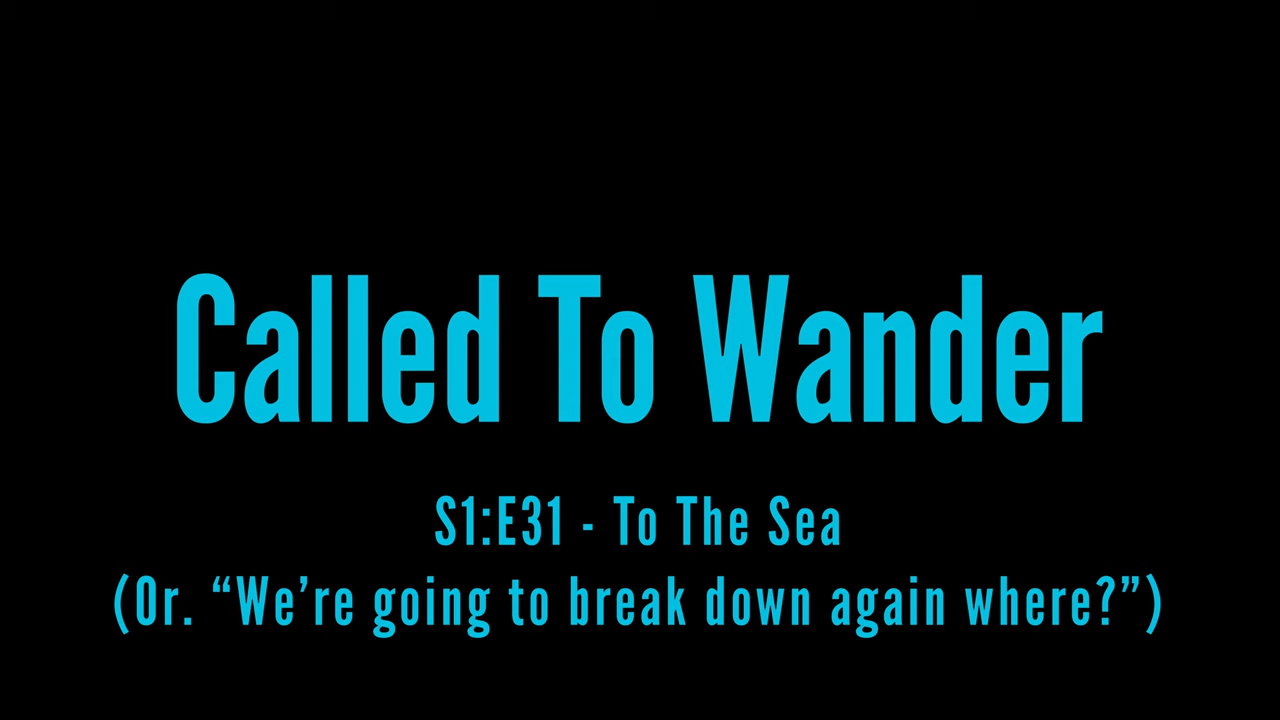 Called To Wander
S1:E31 - To The Sea
(Or. “We’re going to break down again where?”)